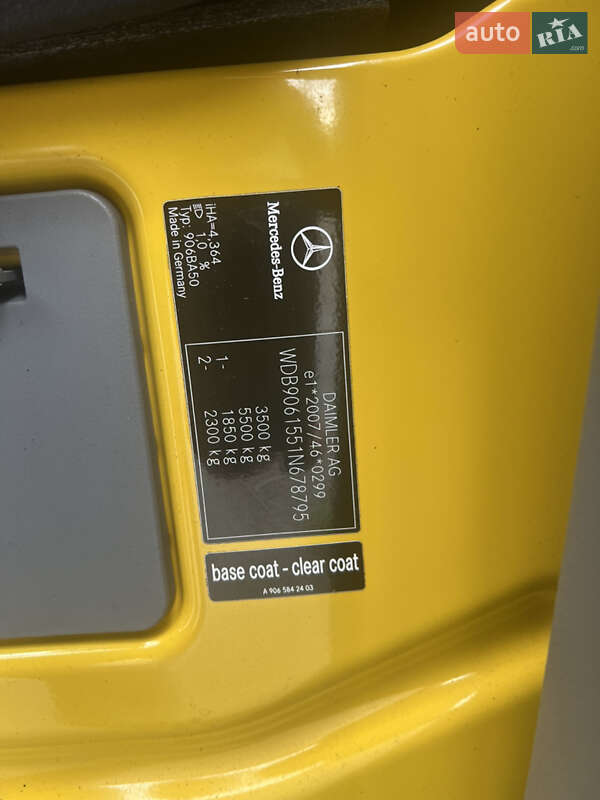 auto RIA .com
Mercedes-Benz
iHA=4,364
1,0 %
Typ: 906BA50
Made in Germany
DAIMLER AG
e1*2007/46*0299
WDB9061551N678795
3500 kg
5500 kg
1- 1850 kg
2- 2300 kg
base coat - clear coat
A 906 584 24 03